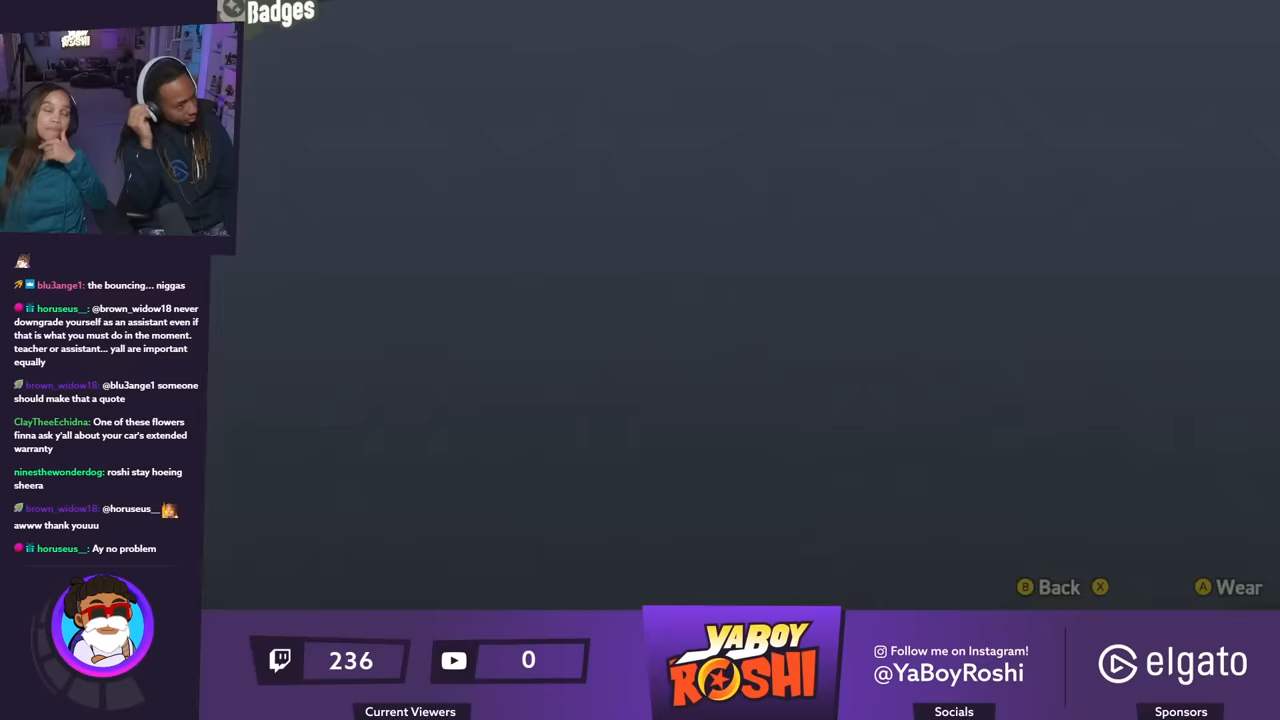 Badges
YABOY
ROSHI
blu3ange1: the bouncing... niggas
horuseus__: @brown_widow18 never
downgrade yourself as an assistant even if
that is what you must do in the moment.
teacher or assistant... yall are important
equally
brown_widow18: @blu3ange1 someone
should make that a quote
ClayTheeEchidna: One of these flowers
finna ask y'all about your car's extended
warranty
ninesthewonderdog: roshi stay hoeing
sheera
brown_widow18: @horuseus__
awww thank youuu
horuseus__: Ay no problem
B Back X A Wear
236
0
Current Viewers
YABOY
ROSHI
Follow me on Instagram!
@YaBoyRoshi
Socials
elgato
Sponsors